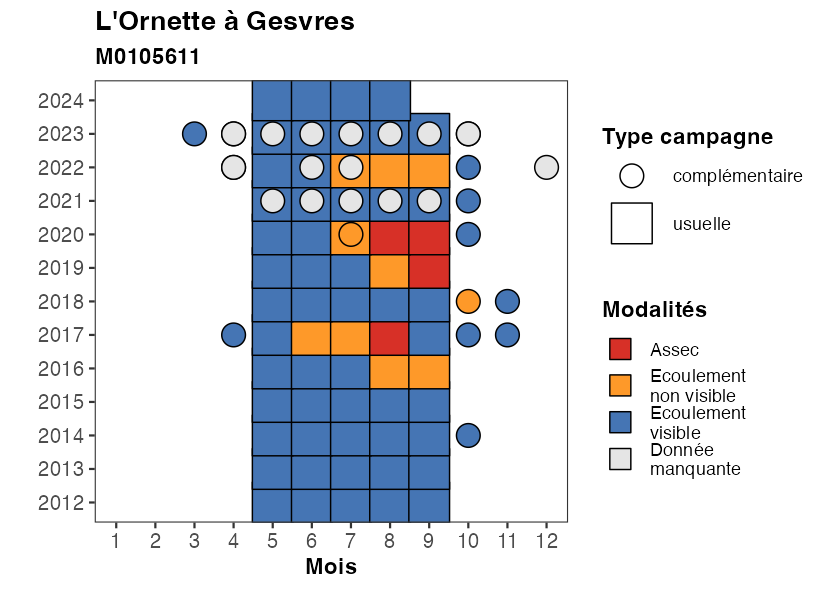 L'Ornette à Gesvres
M0105611
2024
2023
2022
2021
2020
2019
2018
2017
2016
2015
2014
2013
2012
1 2 3 4 5 6 7 8 9 10 11 12
Mois
Type campagne
complémentaire
usuelle
Modalités
Assec
Ecoulement
non visible
Ecoulement
visible
Donnée
manquante